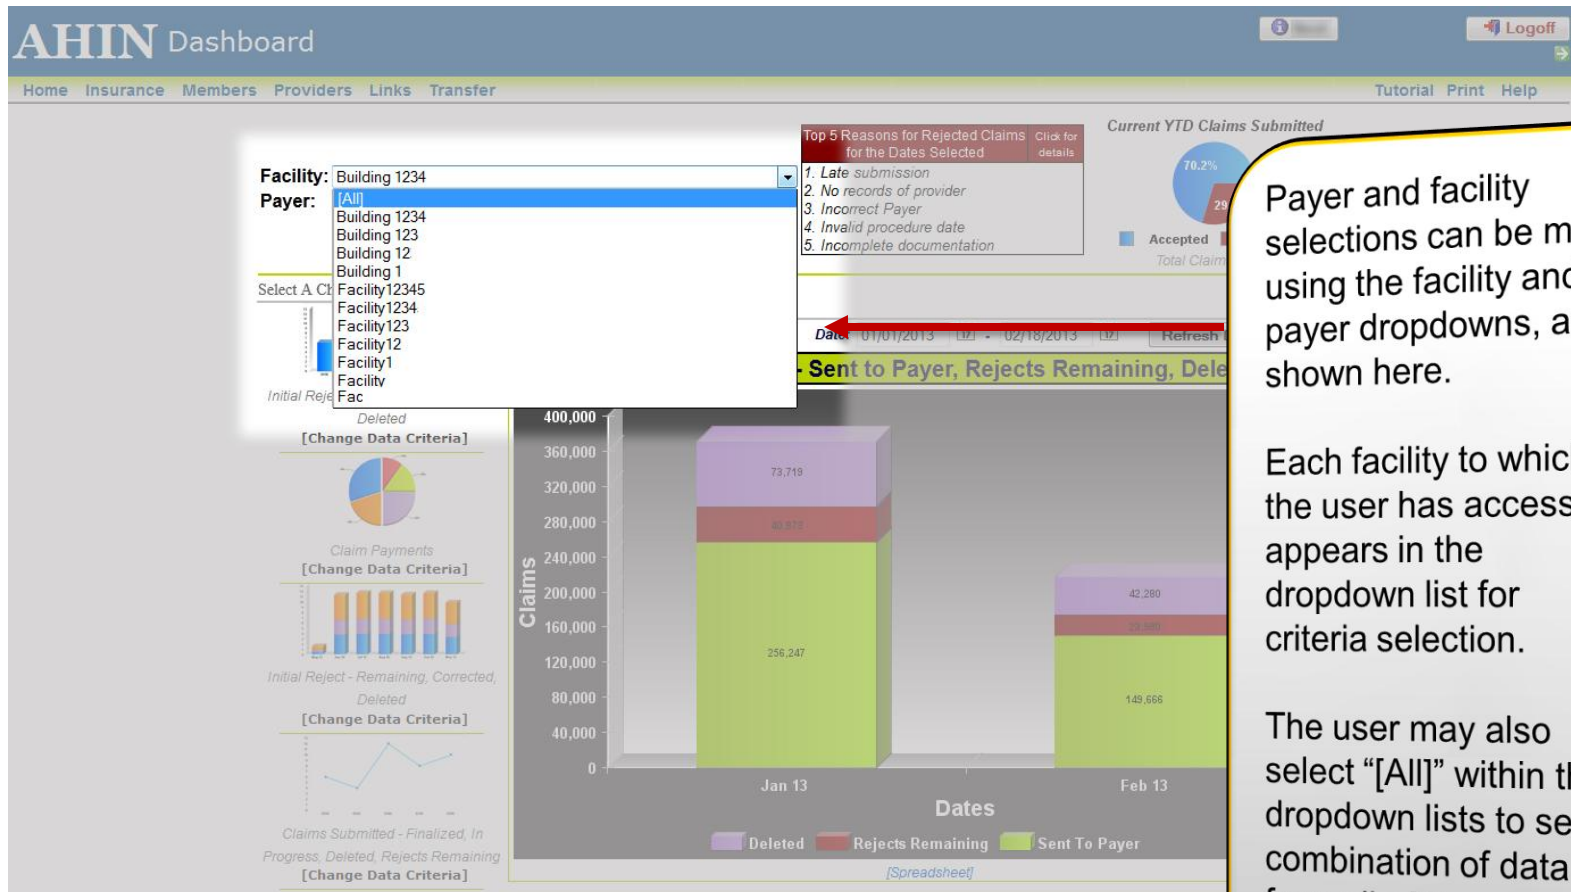 AHIN Dashboard
Logoff
Home Insurance Members Providers Links Transfer
Tutorial Print Help
Facility: Building 1234
Payer: [All]
Building 1234
Building 123
Building 12
Building 1
Facility12345
Facility1234
Facility123
Facility12
Facility1
Facility
Fac
Top 5 Reasons for Rejected Claims
for the Dates Selected
Click for
details
1. Late submission
2. No records of provider
3. Incorrect Payer
4. Invalid procedure date
5. Incomplete documentation
Current YTD Claims Submitted
70.2%
29
Accepted
Total Claim
Select A Ch
Date: 01/01/2013 - 02/18/2013 Refresh
- Sent to Payer, Rejects Remaining, Dele
Initial Reje
Deleted
[Change Data Criteria]
Claim Payments
[Change Data Criteria]
Initial Reject - Remaining, Corrected,
Deleted
[Change Data Criteria]
Claims Submitted - Finalized, In
Progress, Deleted, Rejects Remaining
[Change Data Criteria]
Claims
400,000
360,000
320,000
280,000
240,000
200,000
160,000
120,000
80,000
40,000
0
73,719
256,247
42,280
149,666
Jan 13
Feb 13
Dates
Deleted Rejects Remaining Sent To Payer
[Spreadsheet]
Payer and facility
selections can be m
using the facility and
payer dropdowns, a
shown here.
Each facility to which
the user has access
appears in the
dropdown list for
criteria selection.
The user may also
select “[All]” within th
dropdown lists to se
combination of data